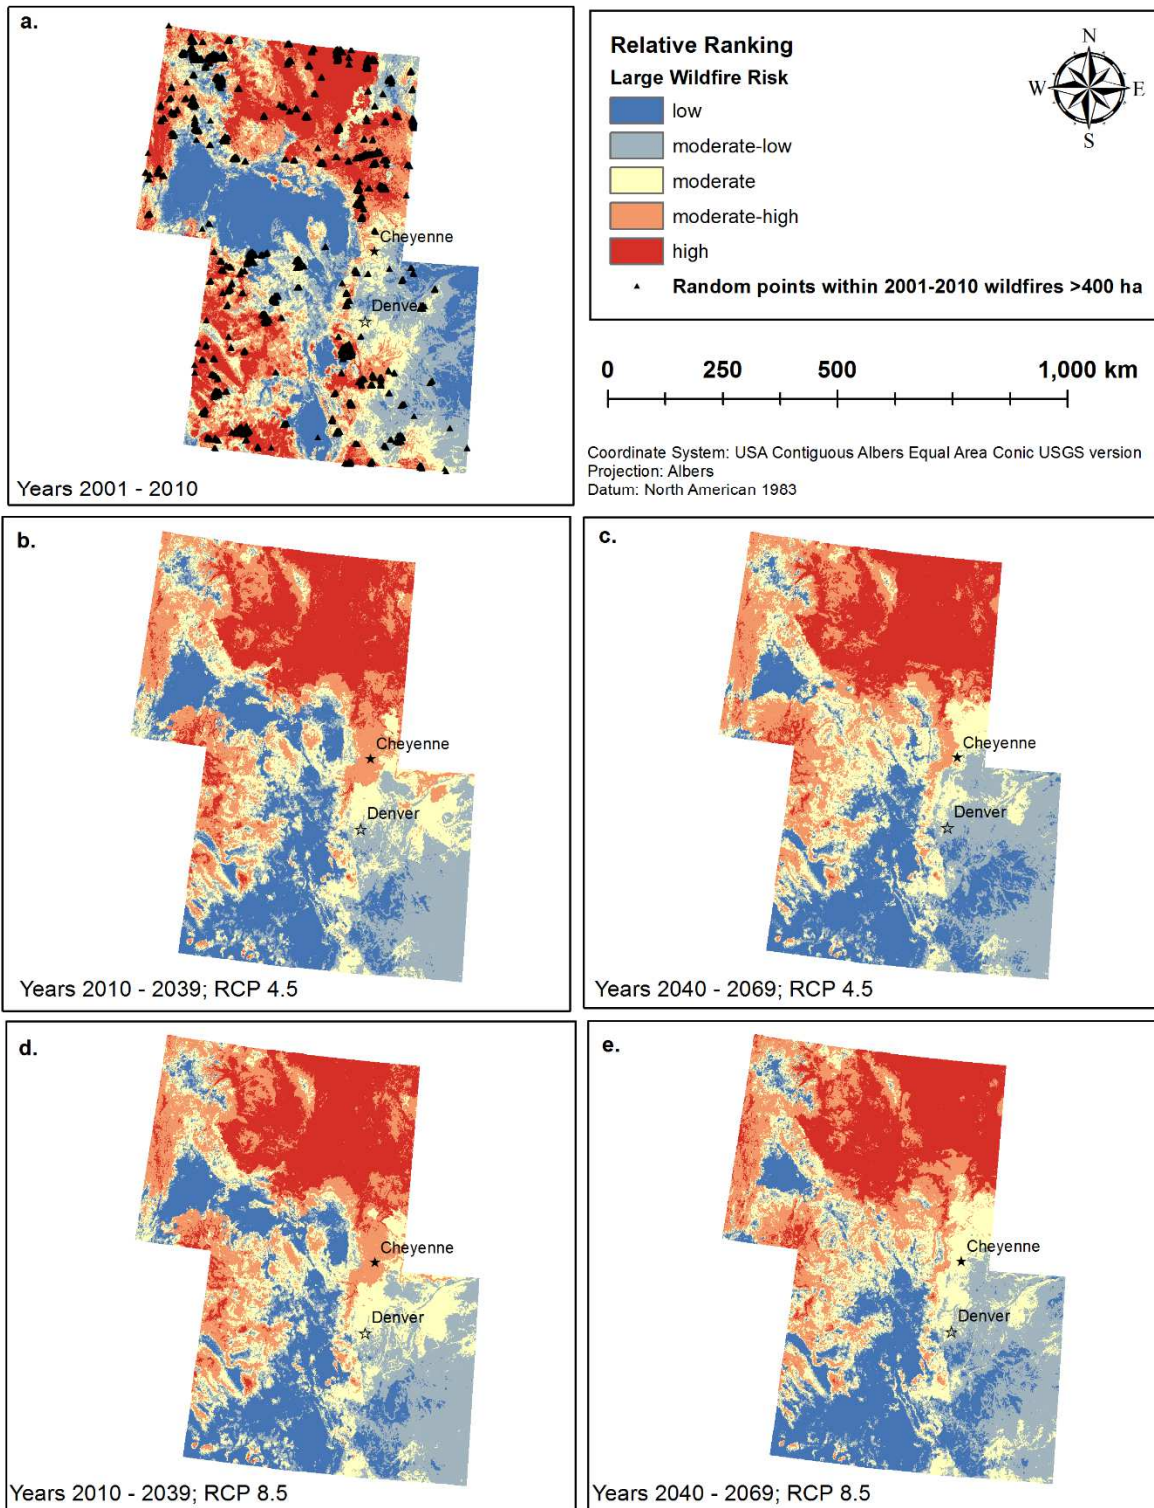 a.
Cheyenne
Denver
Years 2001 - 2010
Relative Ranking
Large Wildfire Risk
low
moderate-low
moderate
moderate-high
high
Random points within 2001-2010 wildfires >400 ha
N
W E
S
0 250 500 1,000 km
Coordinate System: USA Contiguous Albers Equal Area Conic USGS version
Projection: Albers
Datum: North American 1983
b.
Cheyenne
Denver
Years 2010 - 2039; RCP 4.5
c.
Cheyenne
Denver
Years 2040 - 2069; RCP 4.5
d.
Cheyenne
Denver
Years 2010 - 2039; RCP 8.5
e.
Cheyenne
Denver
Years 2040 - 2069; RCP 8.5